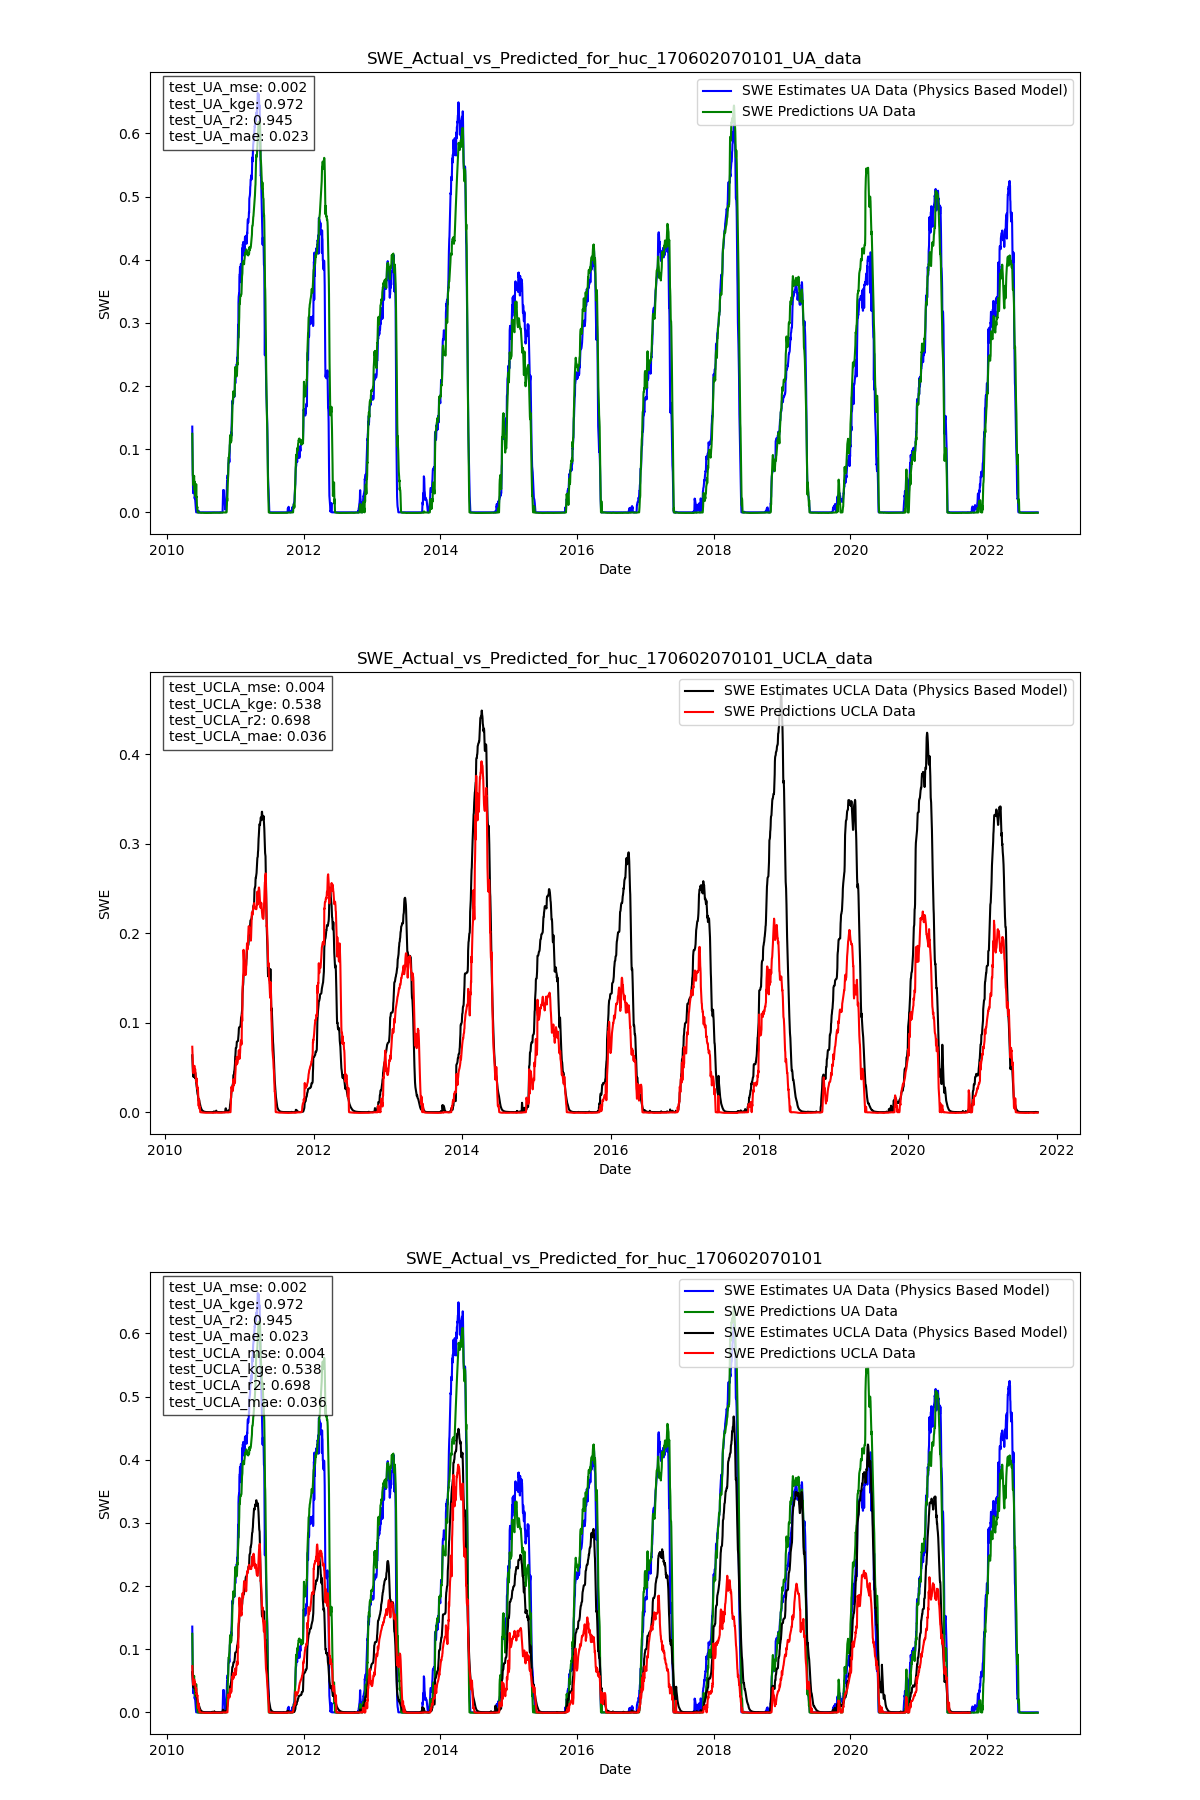 SWE_Actual_vs_Predicted_for_huc_170602070101_UA_data
test_UA_mse: 0.002
test_UA_kge: 0.972
test_UA_r2: 0.945
test_UA_mae: 0.023
SWE Estimates UA Data (Physics Based Model)
SWE Predictions UA Data
0.6
0.5
0.4
0.3
0.2
0.1
0.0
SWE
2010
2012
2014
2016
2018
2020
2022
Date
SWE_Actual_vs_Predicted_for_huc_170602070101_UCLA_data
test_UCLA_mse: 0.004
test_UCLA_kge: 0.538
test_UCLA_r2: 0.698
test_UCLA_mae: 0.036
SWE Estimates UCLA Data (Physics Based Model)
SWE Predictions UCLA Data
0.4
0.3
0.2
0.1
0.0
SWE
2010
2012
2014
2016
2018
2020
2022
Date
SWE_Actual_vs_Predicted_for_huc_170602070101
test_UA_mse: 0.002
test_UA_kge: 0.972
test_UA_r2: 0.945
test_UA_mae: 0.023
test_UCLA_mse: 0.004
test_UCLA_kge: 0.538
test_UCLA_r2: 0.698
test_UCLA_mae: 0.036
SWE Estimates UA Data (Physics Based Model)
SWE Predictions UA Data
SWE Estimates UCLA Data (Physics Based Model)
SWE Predictions UCLA Data
0.6
0.5
0.4
0.3
0.2
0.1
0.0
SWE
2010
2012
2014
2016
2018
2020
2022
Date